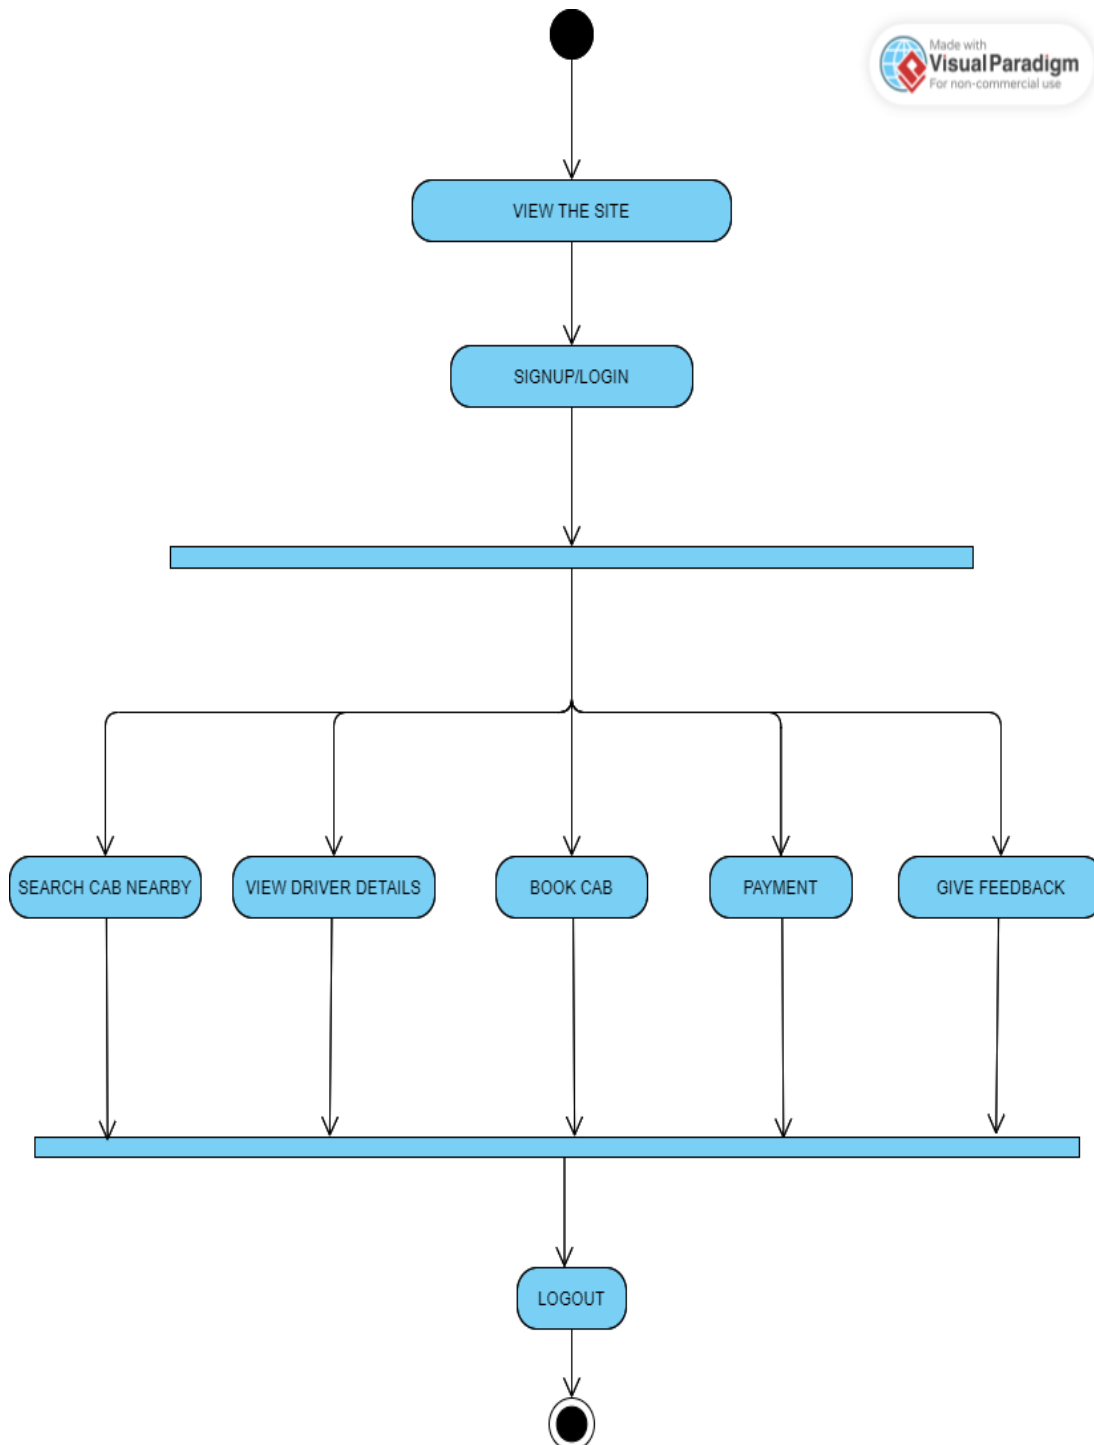 Made with
Visual Paradigm
For non-commercial use
VIEW THE SITE
SIGNUP/LOGIN
SEARCH CAB NEARBY
VIEW DRIVER DETAILS
BOOK CAB
PAYMENT
GIVE FEEDBACK
LOGOUT